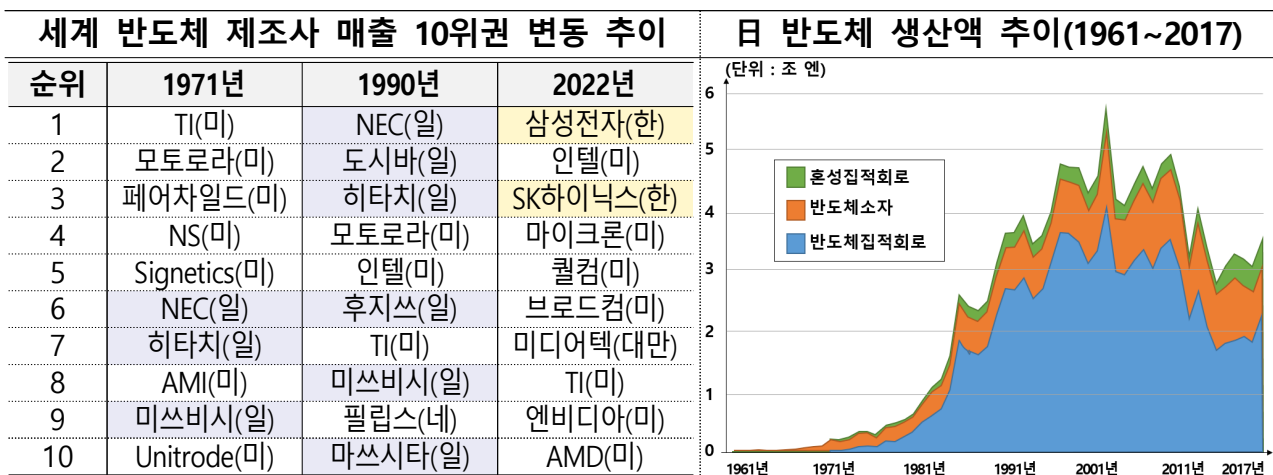 세계 반도체 제조사 매출 10위권 변동 추이
순위 1971년 1990년 2022년
1 TI(미) NEC(일) 삼성전자(한)
2 모토로라(미) 도시바(일) 인텔(미)
3 페어차일드(미) 히타치(일) SK하이닉스(한)
4 NS(미) 모토로라(미) 마이크론(미)
5 Signetics(미) 인텔(미) 퀄컴(미)
6 NEC(일) 후지쓰(일) 브로드컴(미)
7 히타치(일) TI(미) 미디어텍(대만)
8 AMI(미) 미쓰비시(일) TI(미)
9 미쓰비시(일) 필립스(네) 엔비디아(미)
10 Unitrode(미) 마쓰시타(일) AMD(미)
日 반도체 생산액 추이(1961~2017)
(단위 : 조 엔)
6
5
4
3
2
1
0
혼성집적회로
반도체소자
반도체집적회로
1961년 1971년 1981년 1991년 2001년 2011년 2017년